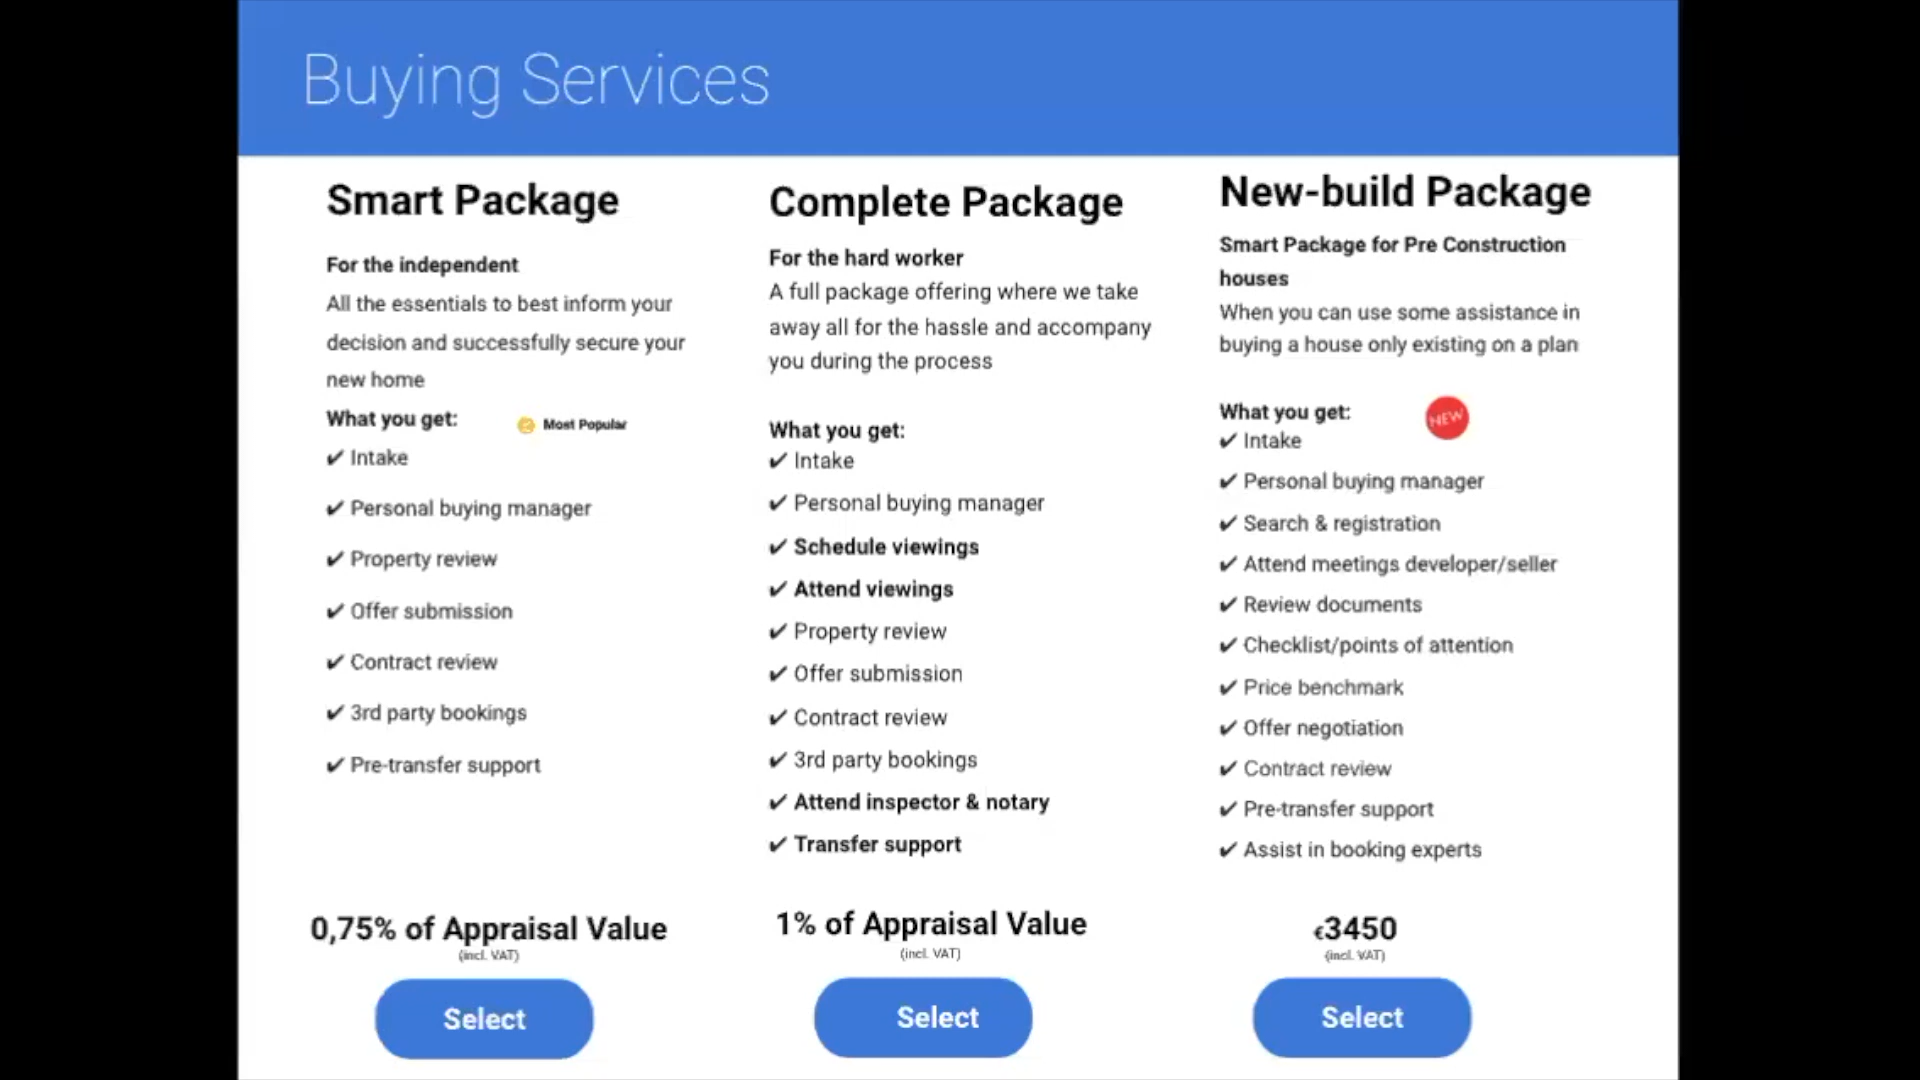 Buying Services
Smart Package
For the independent
All the essentials to best inform your
decision and successfully secure your
new home
What you get:
Most Popular
✔ Intake
✔ Personal buying manager
✔ Property review
✔ Offer submission
✔ Contract review
✔ 3rd party bookings
✔ Pre-transfer support
0,75% of Appraisal Value
(incl. VAT)
Select
Complete Package
For the hard worker
A full package offering where we take
away all for the hassle and accompany
you during the process
What you get:
✔ Intake
✔ Personal buying manager
✔ Schedule viewings
✔ Attend viewings
✔ Property review
✔ Offer submission
✔ Contract review
✔ 3rd party bookings
✔ Attend inspector & notary
✔ Transfer support
1% of Appraisal Value
(incl. VAT)
Select
New-build Package
Smart Package for Pre Construction
houses
When you can use some assistance in
buying a house only existing on a plan
What you get:
NEW
✔ Intake
✔ Personal buying manager
✔ Search & registration
✔ Attend meetings developer/seller
✔ Review documents
✔ Checklist/points of attention
✔ Price benchmark
✔ Offer negotiation
✔ Contract review
✔ Pre-transfer support
✔ Assist in booking experts
€3450
(incl. VAT)
Select